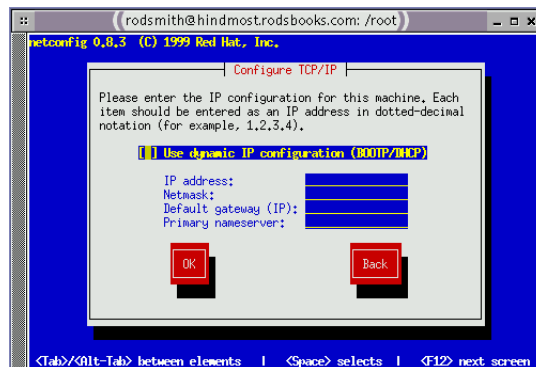 rodsmith@hindmost.rodsbooks.com: /root
netconfig 0.8.3 (C) 1999 Red Hat, Inc.
Configure TCP/IP
Please enter the IP configuration for this machine. Each
item should be entered as an IP address in dotted-decimal
notation (for example, 1.2.3.4).
[ ] Use dynamic IP configuration (BOOTP/DHCP)
IP address:
Netmask:
Default gateway (IP):
Primary nameserver:
OK Back
<Tab>/<Alt-Tab> between elements | <Space> selects | <F12> next screen